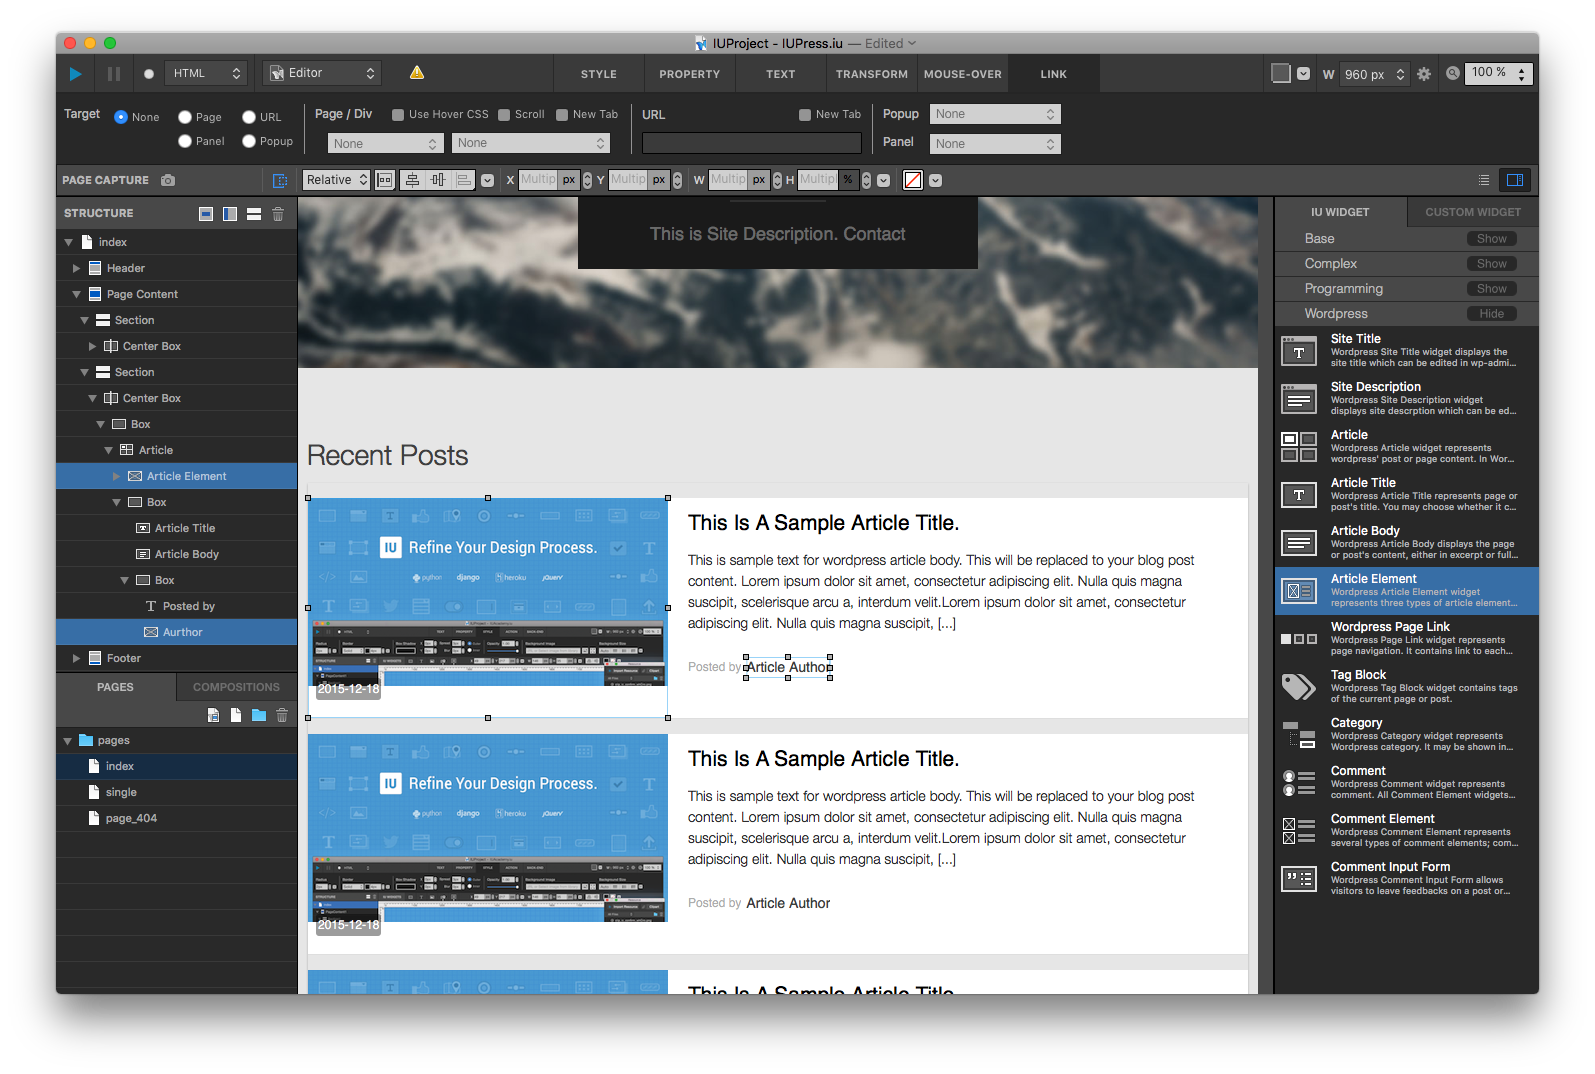 IUProject - IUPress.iu — Edited
HTML
Editor
STYLE
PROPERTY
TEXT
TRANSFORM
MOUSE-OVER
LINK
W 960 px
100 %
Target
None
Page
URL
Panel
Popup
Page / Div
Use Hover CSS
Scroll
New Tab
None
None
URL
New Tab
Popup
None
Panel
None
PAGE CAPTURE
Relative
X Multip px
Y Multip px
W Multip px
H Multipl %
STRUCTURE
index
Header
Page Content
Section
Center Box
Section
Center Box
Box
Article
Article Element
Box
Article Title
Article Body
Box
Posted by
Aurthor
Footer
PAGES
COMPOSITIONS
pages
index
single
page_404
This is Site Description. Contact
Recent Posts
IU Refine Your Design Process.
python
django
heroku
jQuery
2015-12-18
This Is A Sample Article Title.
This is sample text for wordpress article body. This will be replaced to your blog post
content. Lorem ipsum dolor sit amet, consectetur adipiscing elit. Nulla quis magna
suscipit, scelerisque arcu a, interdum velit.Lorem ipsum dolor sit amet, consectetur
adipiscing elit. Nulla quis magna suscipit, [...]
Posted by Article Author
IU Refine Your Design Process.
python
django
heroku
jQuery
2015-12-18
This Is A Sample Article Title.
This is sample text for wordpress article body. This will be replaced to your blog post
content. Lorem ipsum dolor sit amet, consectetur adipiscing elit. Nulla quis magna
suscipit, scelerisque arcu a, interdum velit.Lorem ipsum dolor sit amet, consectetur
adipiscing elit. Nulla quis magna suscipit, [...]
Posted by Article Author
This Is A Sample Article Title.
IU WIDGET
CUSTOM WIDGET
Base Show
Complex Show
Programming Show
Wordpress Hide
Site Title
Wordpress Site Title widget displays the
site title which can be edited in wp-admi...
Site Description
Wordpress Site Description widget
displays site descrption which can be ed...
Article
Wordpress Article widget represents
wordpress' post or page content. In Wor...
Article Title
Wordpress Article Title represents page or
post's title. You may choose whether it c...
Article Body
Wordpress Article Body displays the page
or post's content, either in excerpt or full...
Article Element
Wordpress Article Element widget
represents three types of article element...
Wordpress Page Link
Wordpress Page Link widget represents
page navigation. It contains link to each...
Tag Block
Wordpress Tag Block widget contains tags
of the current page or post.
Category
Wordpress Category widget represents
Wordpress category. It may be shown in...
Comment
Wordpress Comment widget represents
comment. All Comment Element widgets...
Comment Element
Wordpress Comment Element represents
several types of comment elements; com...
Comment Input Form
Wordpress Comment Input Form allows
visitors to leave feedbacks on a post or...